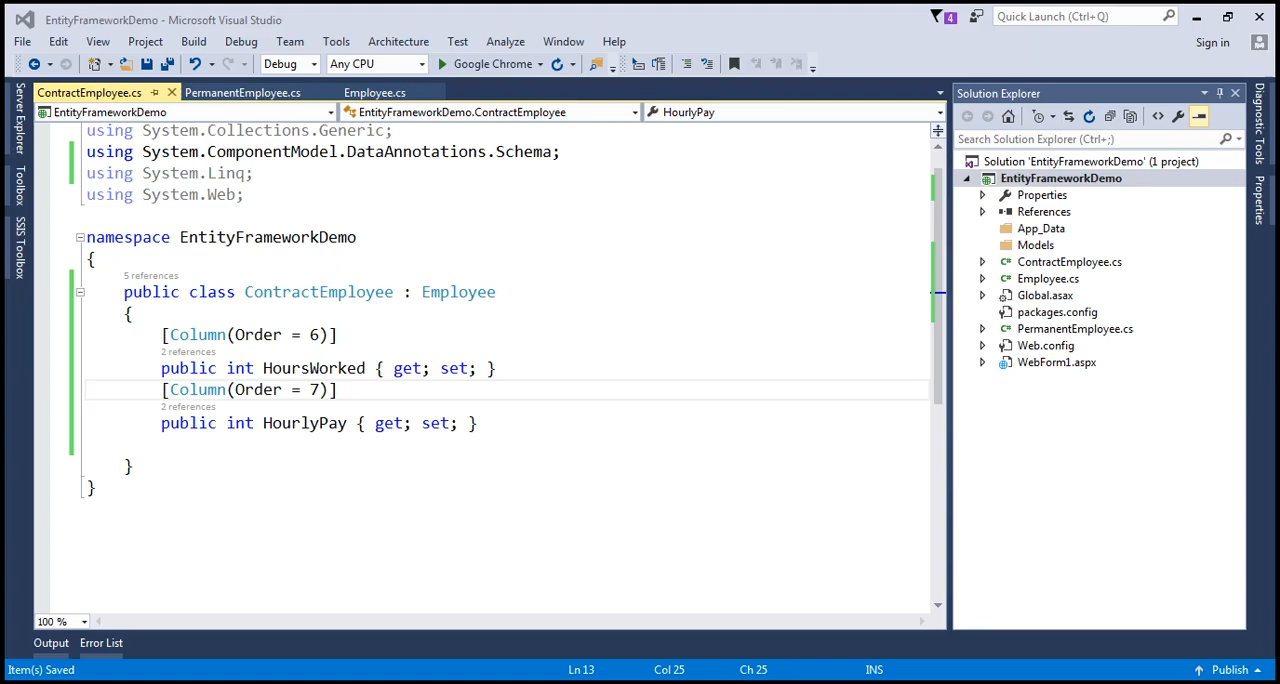 EntityFrameworkDemo - Microsoft Visual Studio
4
Quick Launch (Ctrl+Q)
File Edit View Project Build Debug Team Tools Architecture Test Analyze Window Help
Sign in
Debug Any CPU Google Chrome
Server Explorer
Toolbox
SSIS Toolbox
ContractEmployee.cs PermanentEmployee.cs Employee.cs
EntityFrameworkDemo EntityFrameworkDemo.ContractEmployee HourlyPay
using System.Collections.Generic;
using System.ComponentModel.DataAnnotations.Schema;
using System.Linq;
using System.Web;
namespace EntityFrameworkDemo
{
5 references
public class ContractEmployee : Employee
{
[Column(Order = 6)]
2 references
public int HoursWorked { get; set; }
[Column(Order = 7)]
2 references
public int HourlyPay { get; set; }
}
}
100 %
Solution Explorer
Search Solution Explorer (Ctrl+;)
Solution 'EntityFrameworkDemo' (1 project)
EntityFrameworkDemo
Properties
References
App_Data
Models
ContractEmployee.cs
Employee.cs
Global.asax
packages.config
PermanentEmployee.cs
Web.config
WebForm1.aspx
Diagnostic Tools
Properties
Output Error List
Item(s) Saved Ln 13 Col 25 Ch 25 INS Publish